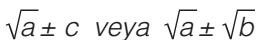 √a ± c veya √a ± √b